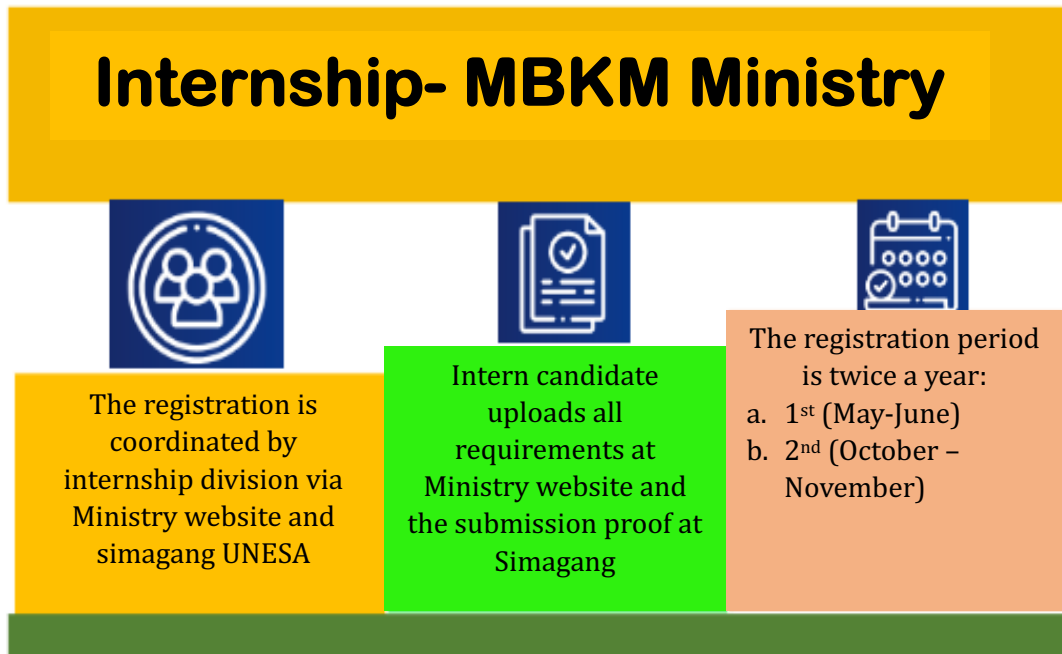 Internship- MBKM Ministry
The registration is
coordinated by
internship division via
Ministry website and
simagang UNESA
Intern candidate
uploads all
requirements at
Ministry website and
the submission proof at
Simagang
The registration period
is twice a year:
a. 1st (May-June)
b. 2nd (October –
November)